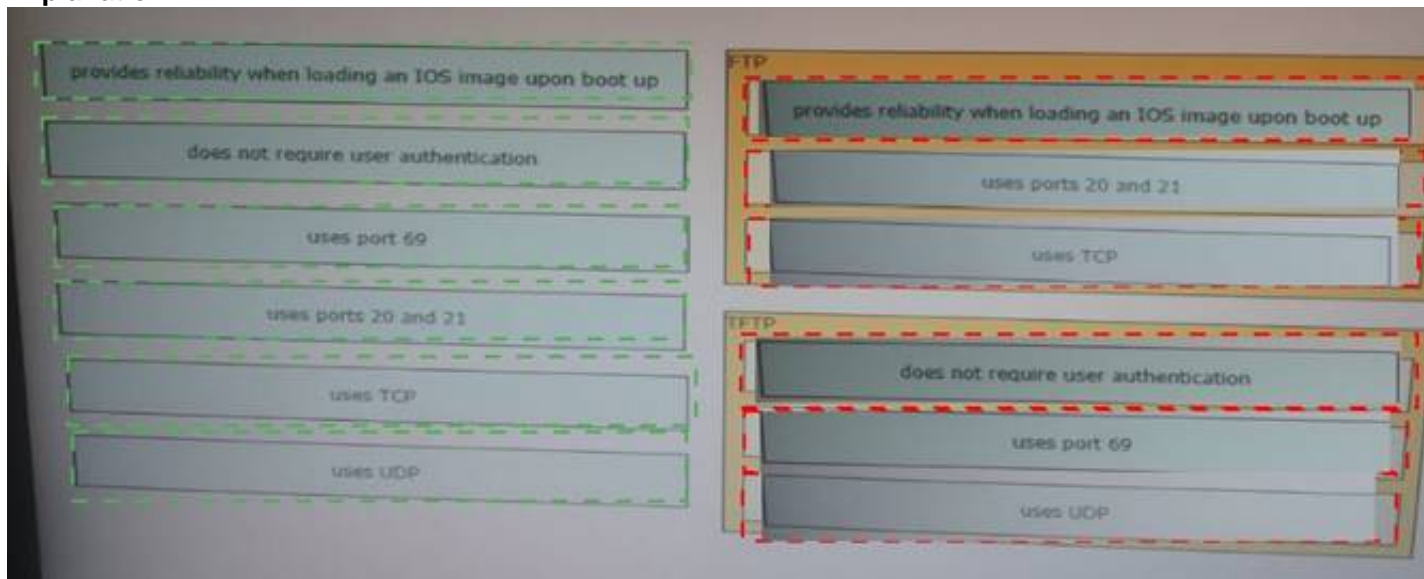 provides reliability when loading an IOS image upon boot up
does not require user authentication
uses port 69
uses ports 20 and 21
uses TCP
uses UDP
FTP
provides reliability when loading an IOS image upon boot up
uses ports 20 and 21
uses TCP
TFTP
does not require user authentication
uses port 69
uses UDP